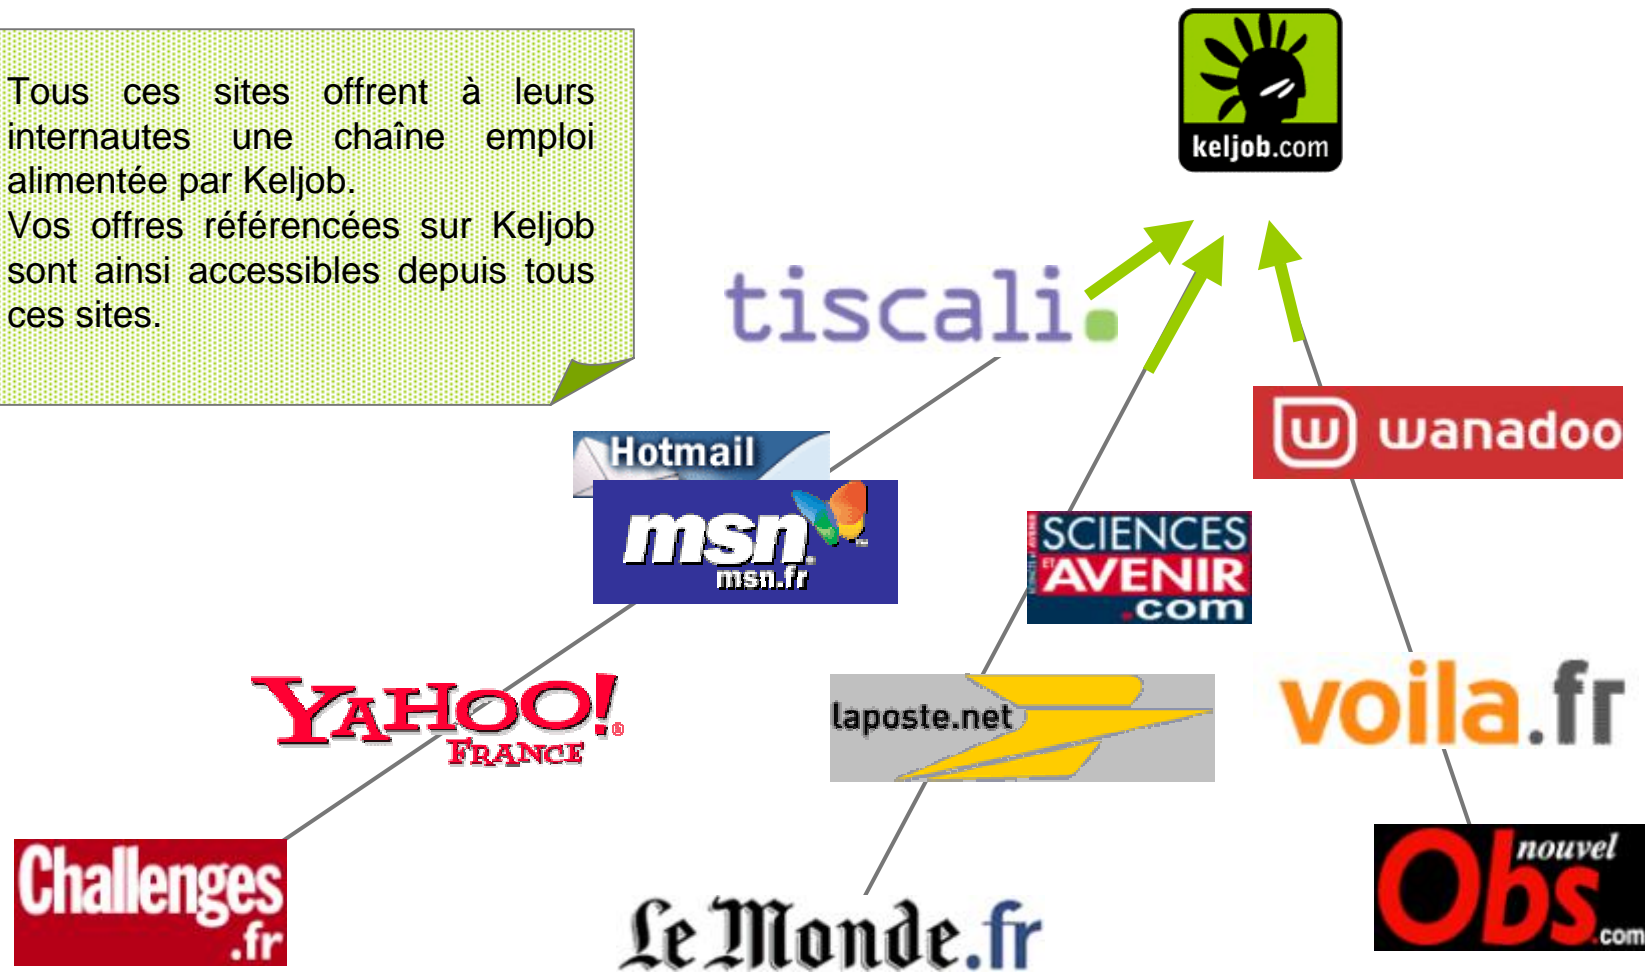 Tous ces sites offrent à leurs
internautes une chaîne emploi
alimentée par Keljob.
Vos offres référencées sur Keljob
sont ainsi accessibles depuis tous
ces sites.
keljob.com
tiscali.
wanadoo
Hotmail
msn.
msn.fr
SCIENCES
ET AVENIR
.com
YAHOO!
FRANCE
laposte.net
voila.fr
Challenges
.fr
Le Monde.fr
nouvel
Obs
.com